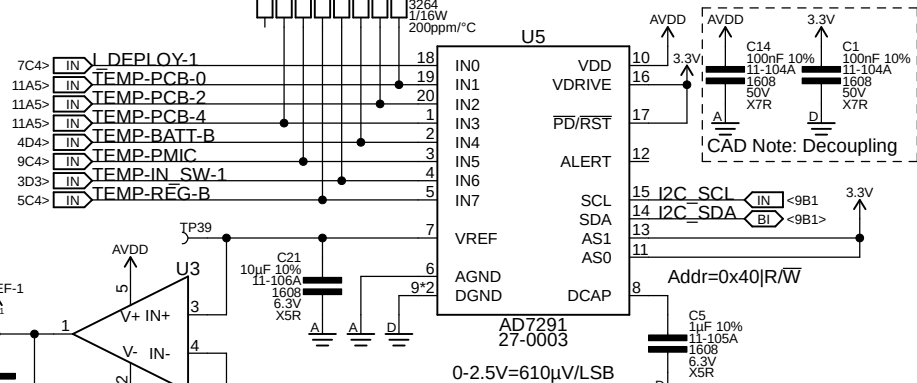 3264
1/16W
200ppm/°C
7C4> IN I_DEPLOY-1 18 IN0
11A5> IN TEMP-PCB-0 19 IN1
11A5> IN TEMP-PCB-2 20 IN2
11A5> IN TEMP-PCB-4 1 IN3
4D4> IN TEMP-BATT-B 2 IN4
9C4> IN TEMP-PMIC 3 IN5
3D3> IN TEMP-IN_SW-1 4 IN6
5C4> IN TEMP-REG-B 5 IN7
TP39 7 VREF
6 AGND
9*2 DGND
U5
VDD 10 AVDD
VDRIVE 16 3.3V
PD/RST 17
ALERT 12
SCL 15 I2C_SCL IN <9B1
SDA 14 I2C_SDA BI <9B1>
AS1 13 3.3V
AS0 11
Addr=0x40|R/W
DCAP 8
AD7291
27-0003
0-2.5V=610µV/LSB
AVDD
C14
100nF 10%
11-104A
1608
50V
X7R
A
3.3V
C1
100nF 10%
11-104A
1608
50V
X7R
D
CAD Note: Decoupling
C21
10µF 10%
11-106A
1608
6.3V
X5R
A
A
D
C5
1µF 10%
11-105A
1608
6.3V
X5R
D
AVDD
U3
5
V+ IN+ 3
1
V- IN- 4
2
EF-1